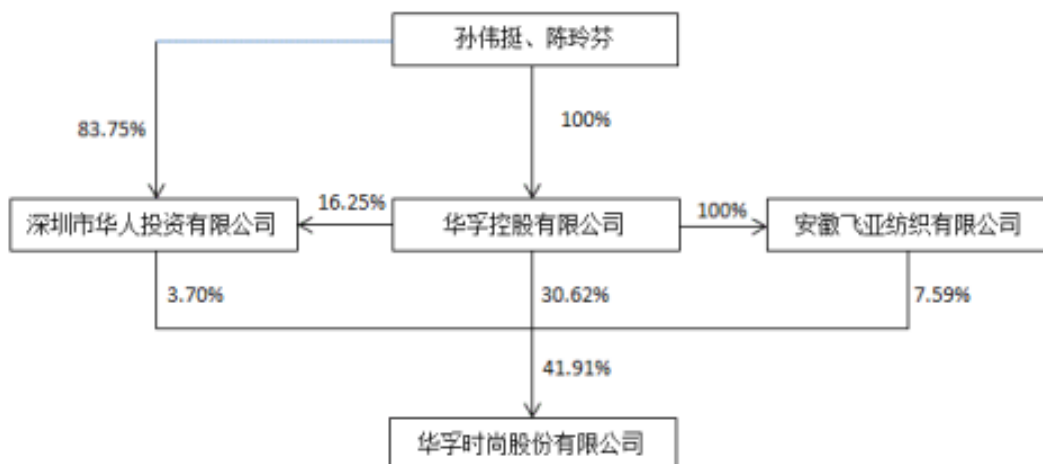 孙伟挺、陈玲芬
83.75%
100%
深圳市华人投资有限公司
16.25%
华孚控股有限公司
100%
安徽飞亚纺织有限公司
3.70%
30.62%
7.59%
41.91%
华孚时尚股份有限公司